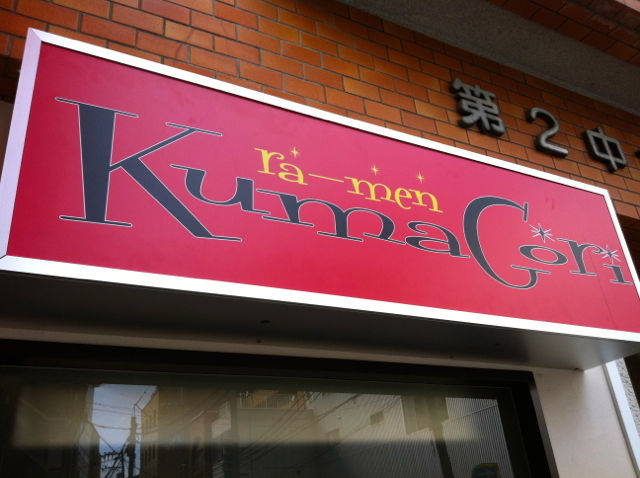 第2中
ra-men
KumaGori